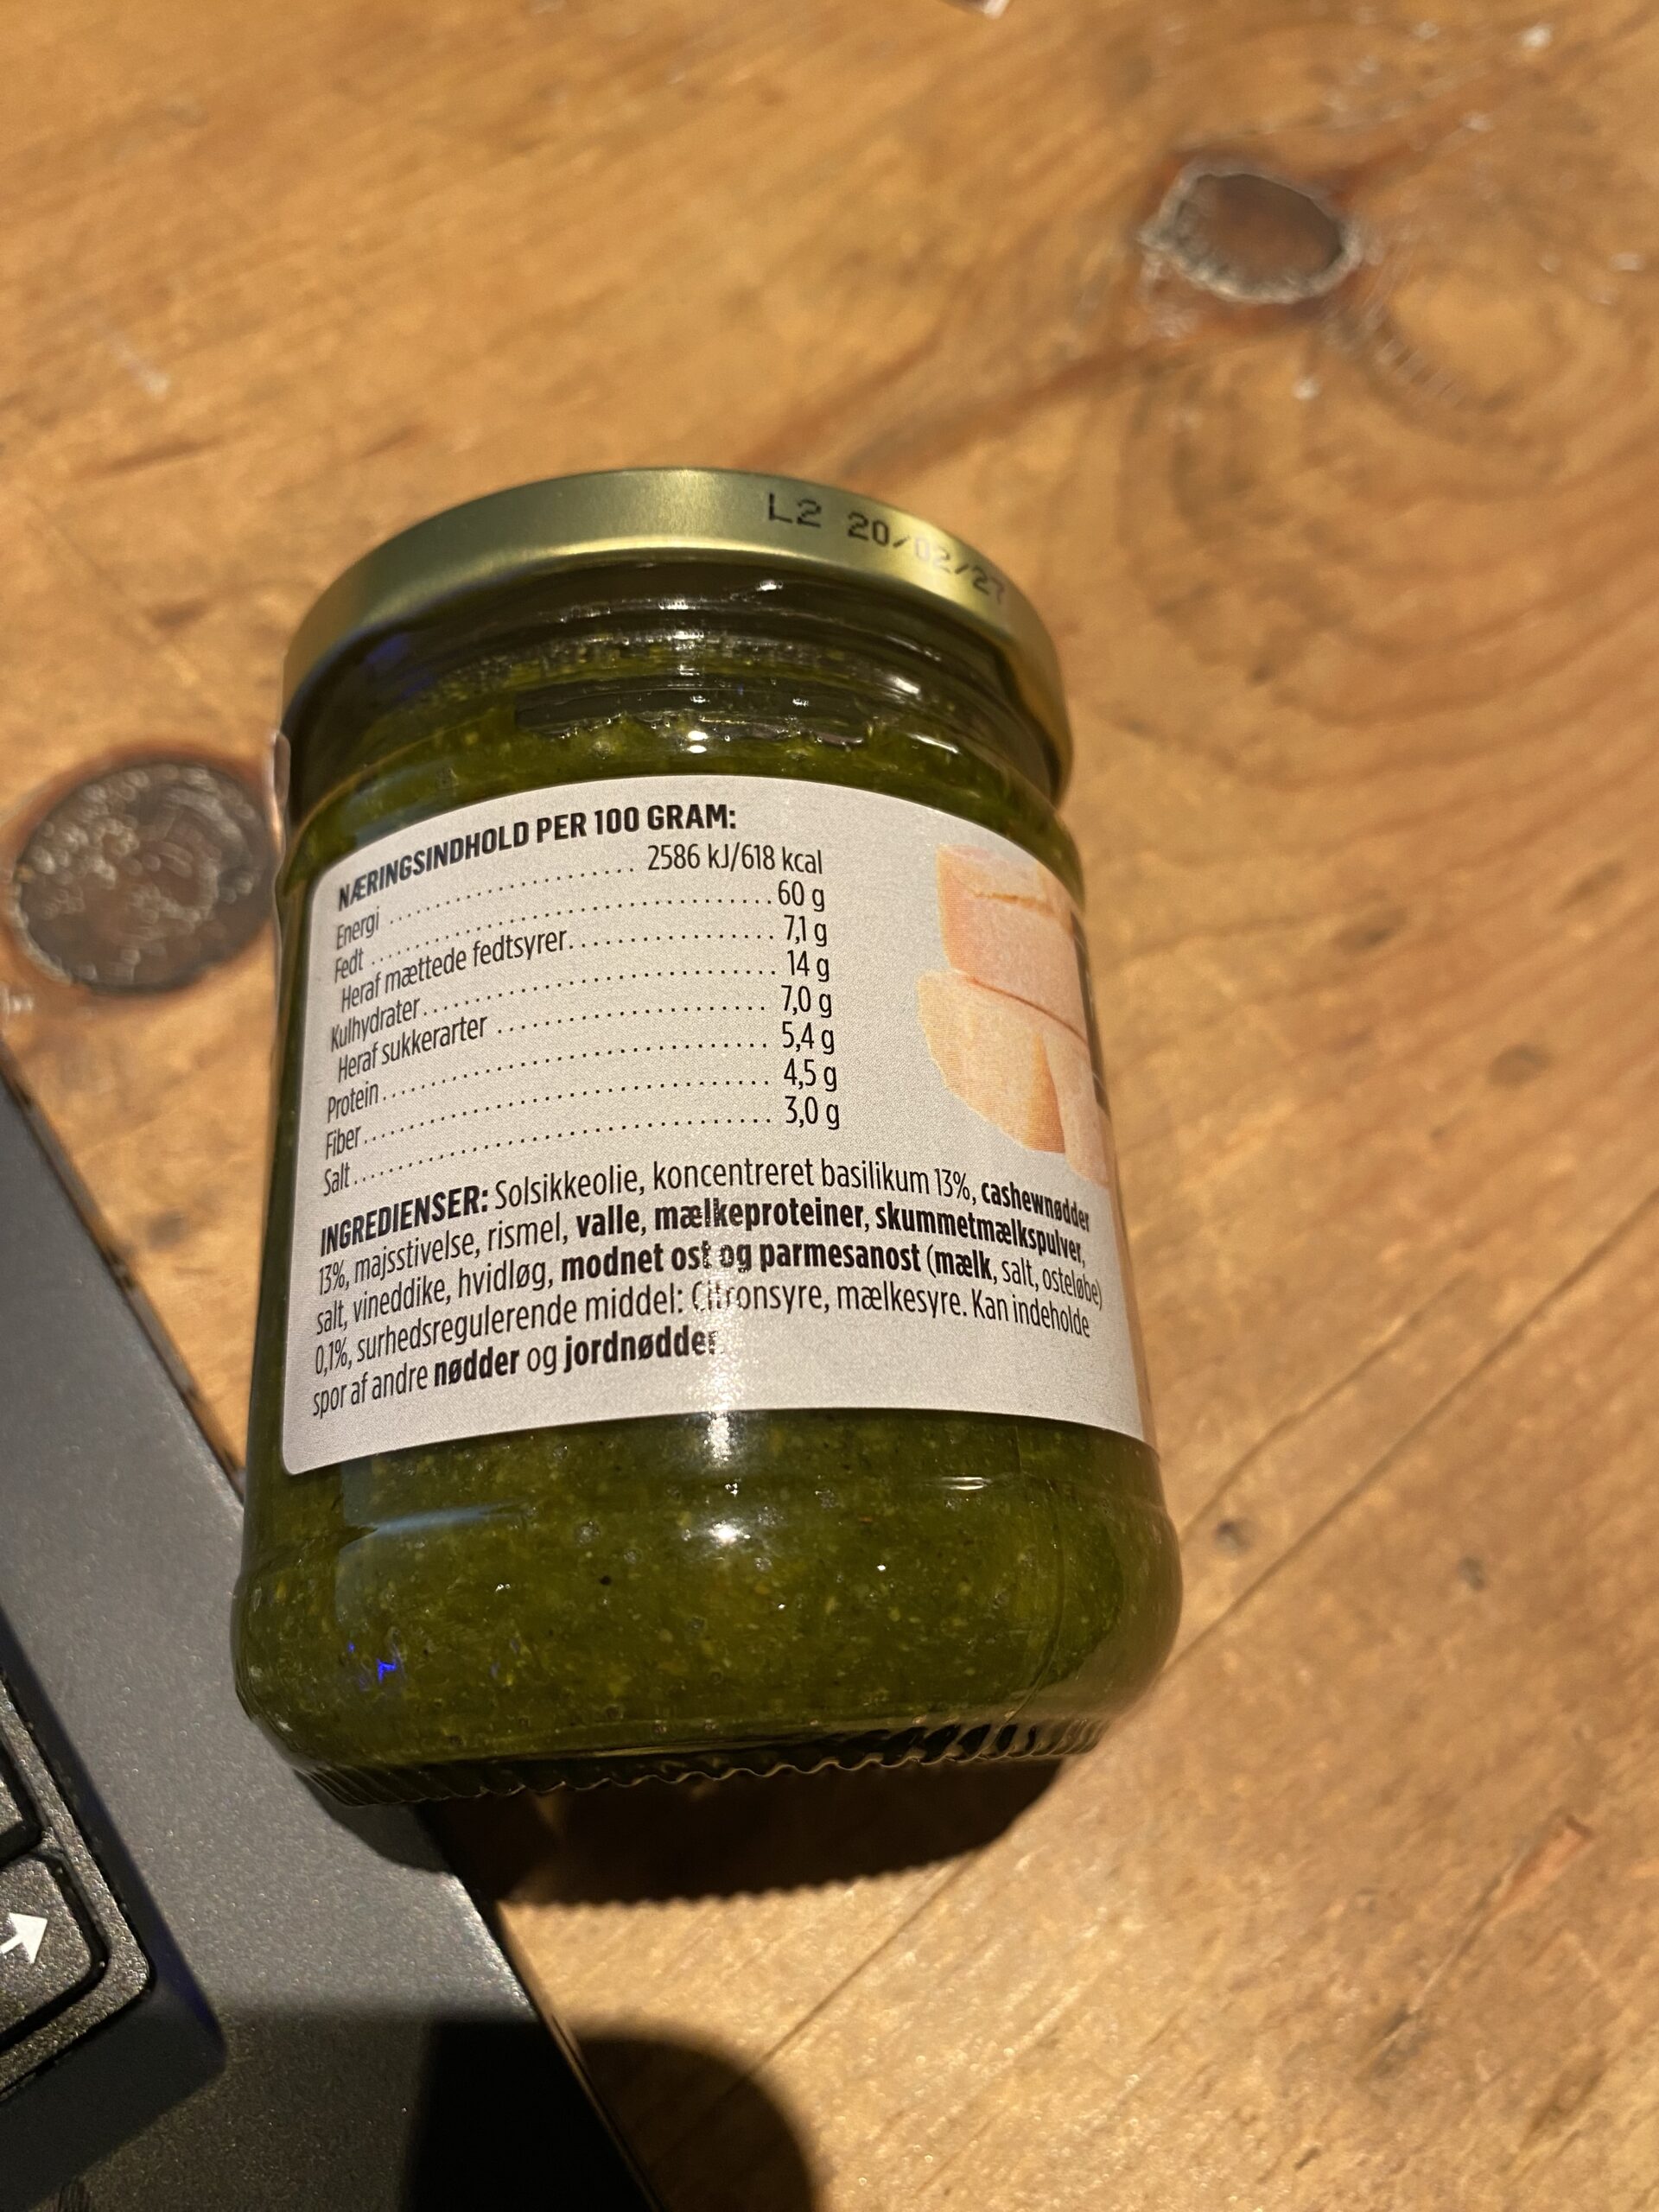 L2 20/02/27
NÆRINGSINDHOLD PER 100 GRAM:
Energi ........................ 2586 kJ/618 kcal
Fedt ........................ 60 g
Heraf mættede fedtsyrer........................ 7,1 g
Kulhydrater........................ 14 g
Heraf sukkerarter ........................ 7,0 g
Protein........................ 5,4 g
Fiber........................ 4,5 g
Salt........................ 3,0 g
INGREDIENSER: Solsikkeolie, koncentreret basilikum 13%, cashewnødder
13%, majsstivelse, rismel, valle, mælkeproteiner, skummetmælkspulver,
salt, vineddike, hvidløg, modnet ost og parmesanost (mælk, salt, osteløbe)
0,1%, surhedsregulerende middel: Citronsyre, mælkesyre. Kan indeholde
spor af andre nødder og jordnødder